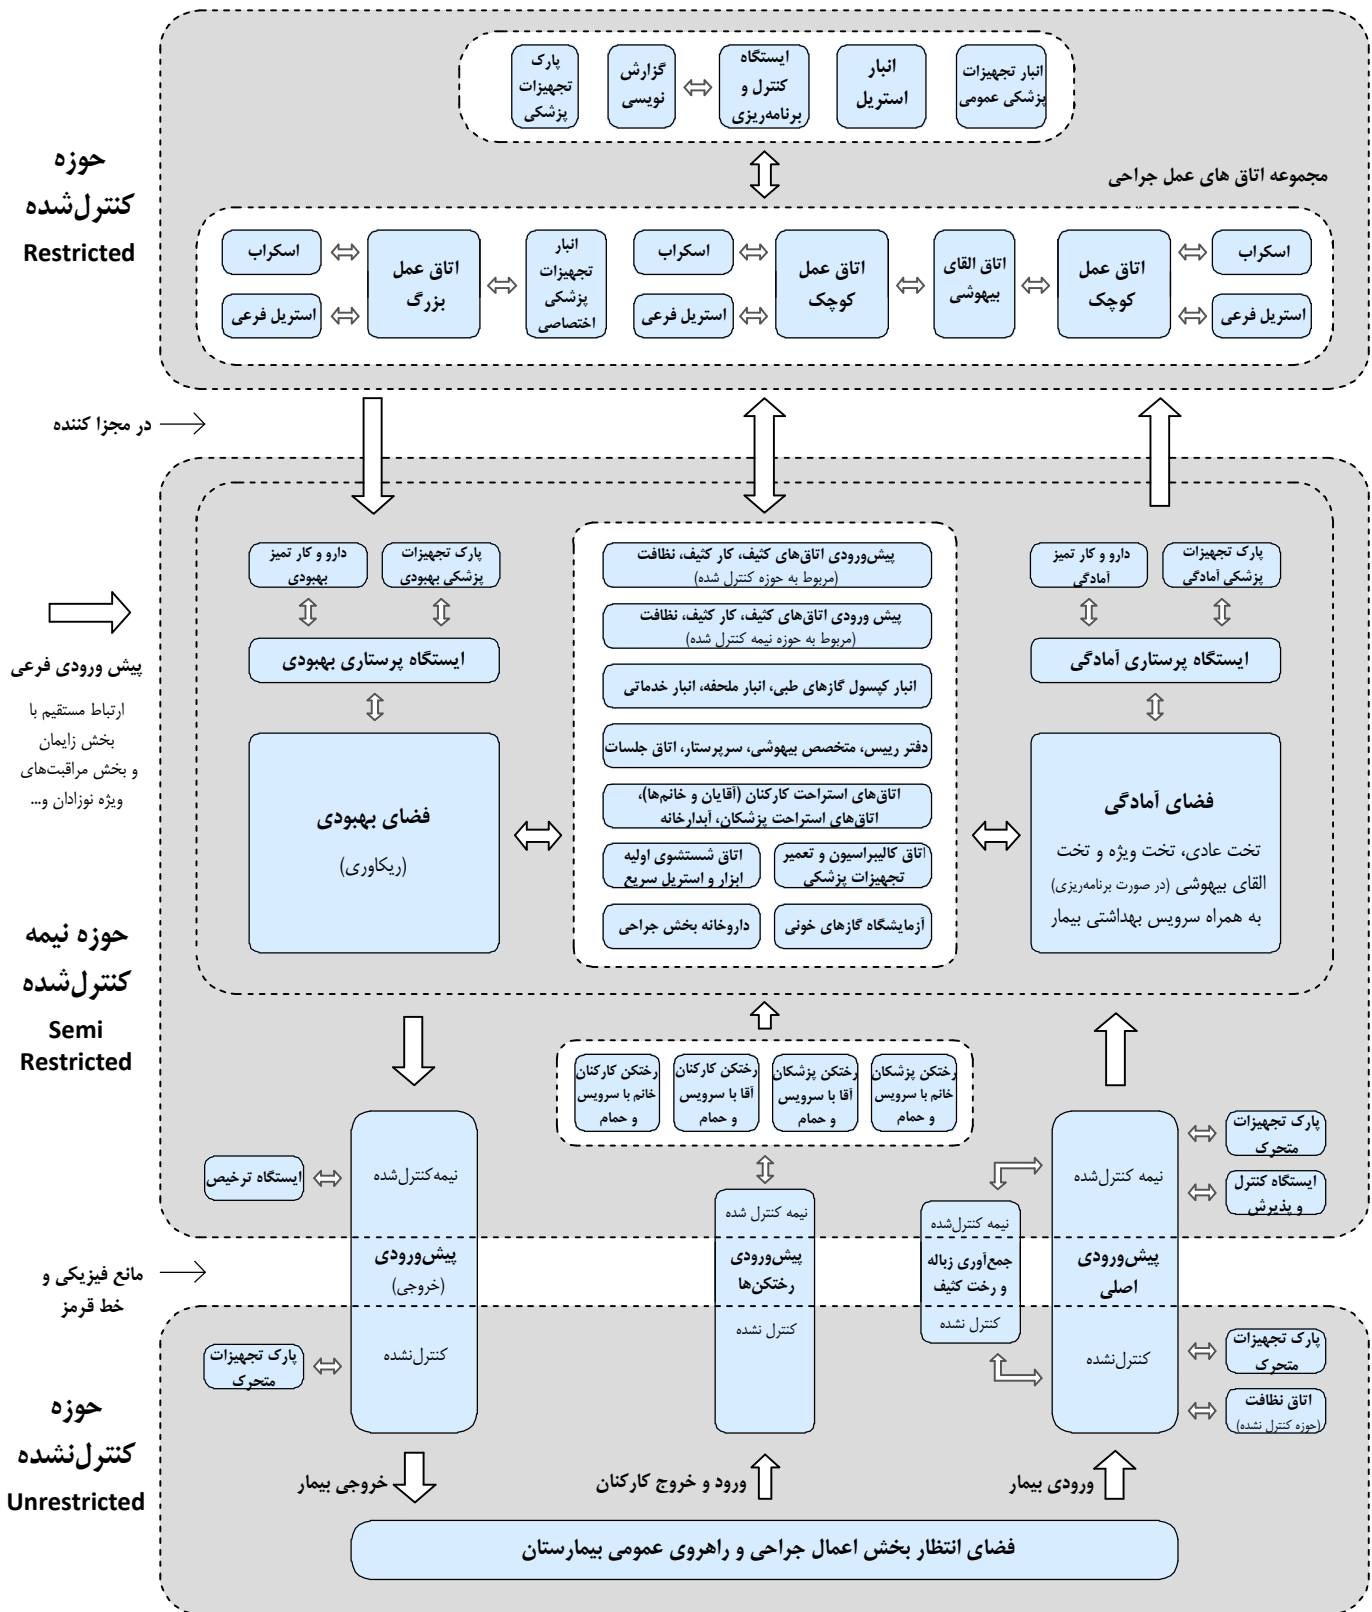 حوزه
کنترل‌شده
Restricted
انبار تجهیزات
پزشکی عمومی
انبار
استریل
ایستگاه
کنترل و
برنامه‌ریزی
گزارش
نویسی
پارک
تجهیزات
پزشکی
مجموعه اتاق های عمل جراحی
اسکراب
استریل فرعی
اتاق عمل
کوچک
اتاق القای
بیهوشی
اتاق عمل
کوچک
اسکراب
استریل فرعی
انبار
تجهیزات
پزشکی
اختصاصی
اتاق عمل
بزرگ
اسکراب
استریل فرعی
در مجزا کننده
پیش ورودی فرعی
ارتباط مستقیم با
بخش زایمان
و بخش مراقبت‌های
ویژه نوزادان و...
حوزه نیمه
کنترل‌شده
Semi
Restricted
پارک تجهیزات
پزشکی آمادگی
دارو و کار تمیز
آمادگی
ایستگاه پرستاری آمادگی
فضای آمادگی
تخت عادی، تخت ویژه و تخت
القای بیهوشی (در صورت برنامه‌ریزی)
به همراه سرویس بهداشتی بیمار
پیش‌ورودی اتاق‌های کثیف، کار کثیف، نظافت
(مربوط به حوزه کنترل شده)
پیش ورودی اتاق‌های کثیف، کار کثیف، نظافت
(مربوط به حوزه نیمه کنترل شده)
انبار کپسول گازهای طبی، انبار ملحفه، انبار خدماتی
دفتر رییس، متخصص بیهوشی، سرپرستار، اتاق جلسات
اتاق‌های استراحت کارکنان (آقایان و خانم‌ها)،
اتاق‌های استراحت پزشکان، آبدارخانه
اتاق کالیبراسیون و تعمیر
تجهیزات پزشکی
اتاق شستشوی اولیه
ابزار و استریل سریع
آزمایشگاه گازهای خونی
داروخانه بخش جراحی
پارک تجهیزات
پزشکی بهبودی
دارو و کار تمیز
بهبودی
ایستگاه پرستاری بهبودی
فضای بهبودی
(ریکاوری)
رختکن پزشکان
خانم با سرویس
و حمام
رختکن پزشکان
آقا با سرویس
و حمام
رختکن کارکنان
آقا با سرویس
و حمام
رختکن کارکنان
خانم با سرویس
و حمام
پارک تجهیزات
متحرک
ایستگاه کنترل
و پذیرش
نیمه کنترل‌شده
پیش‌ورودی
اصلی
کنترل‌نشده
نیمه کنترل‌شده
جمع‌آوری زباله
و رخت کثیف
کنترل نشده
نیمه کنترل شده
پیش‌ورودی
رختکن‌ها
کنترل نشده
نیمه‌کنترل‌شده
پیش‌ورودی
(خروجی)
کنترل‌نشده
ایستگاه ترخیص
مانع فیزیکی و
خط قرمز
حوزه
کنترل‌نشده
Unrestricted
پارک تجهیزات
متحرک
اتاق نظافت
(حوزه کنترل نشده)
پارک تجهیزات
متحرک
ورودی بیمار
ورود و خروج کارکنان
خروجی بیمار
فضای انتظار بخش اعمال جراحی و راهروی عمومی بیمارستان